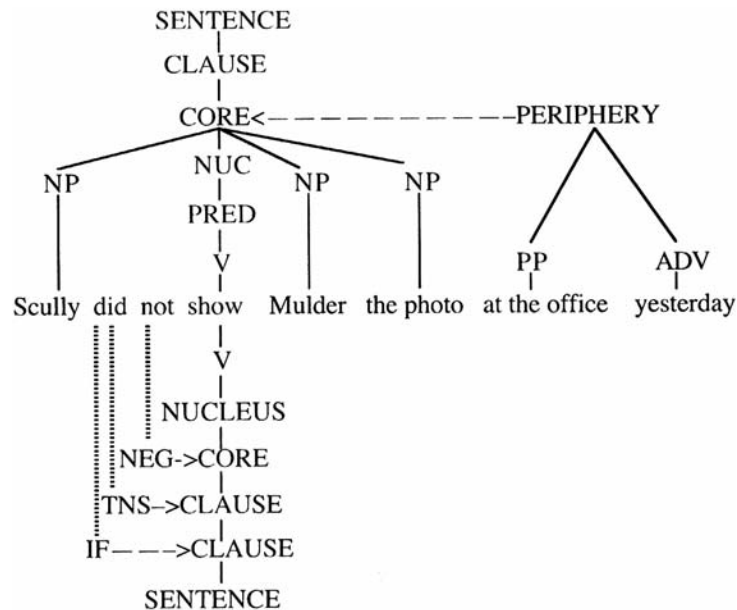 SENTENCE
CLAUSE
CORE< PERIPHERY
NP NUC NP NP
PRED
V PP ADV
Scully did not show Mulder the photo at the office yesterday
V
NUCLEUS
NEG->CORE
TNS–>CLAUSE
IF– – – –>CLAUSE
SENTENCE